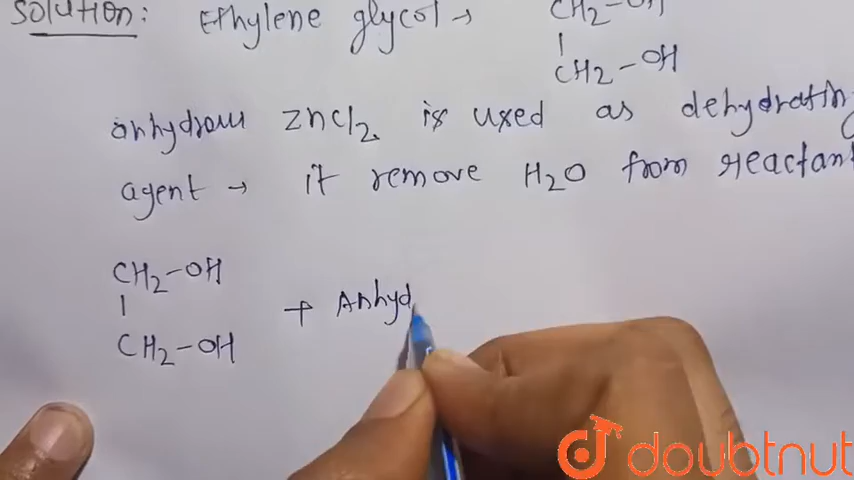 Solution: Ethylene glycol → CH2-OH
|
CH2-OH
anhydrous ZnCl2 is used as dehydrating
agent → it remove H2O from reactant
CH2-OH
|
CH2-OH
+ Anhyd
doubtnut